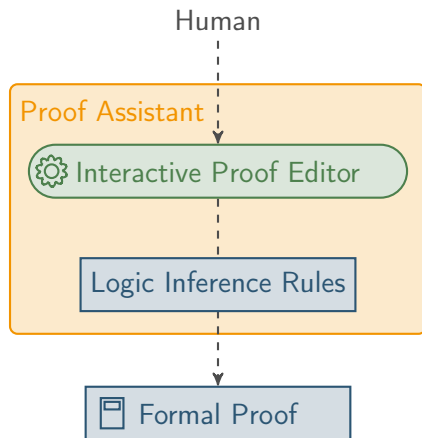 Human
Proof Assistant
Interactive Proof Editor
Logic Inference Rules
Formal Proof